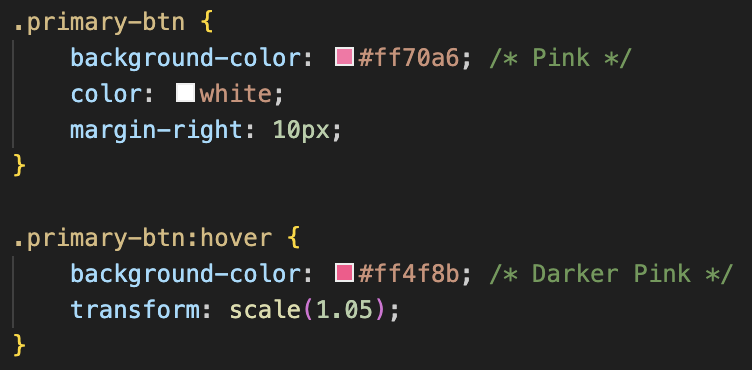 .primary-btn {
    background-color: #ff70a6; /* Pink */
    color: white;
    margin-right: 10px;
}

.primary-btn:hover {
    background-color: #ff4f8b; /* Darker Pink */
    transform: scale(1.05);
}